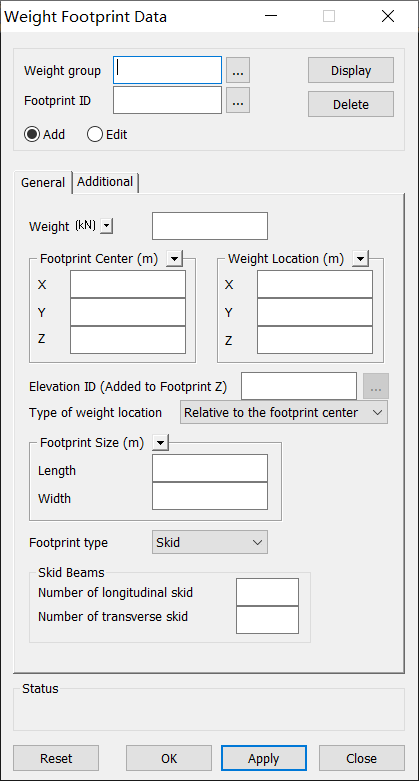 Weight Footprint Data
Weight group ... Display
Footprint ID ... Delete
Add Edit
General Additional
Weight (kN)
Footprint Center (m) Weight Location (m)
X X
Y Y
Z Z
Elevation ID (Added to Footprint Z) ...
Type of weight location Relative to the footprint center
Footprint Size (m)
Length
Width
Footprint type Skid
Skid Beams
Number of longitudinal skid
Number of transverse skid
Status
Reset OK Apply Close